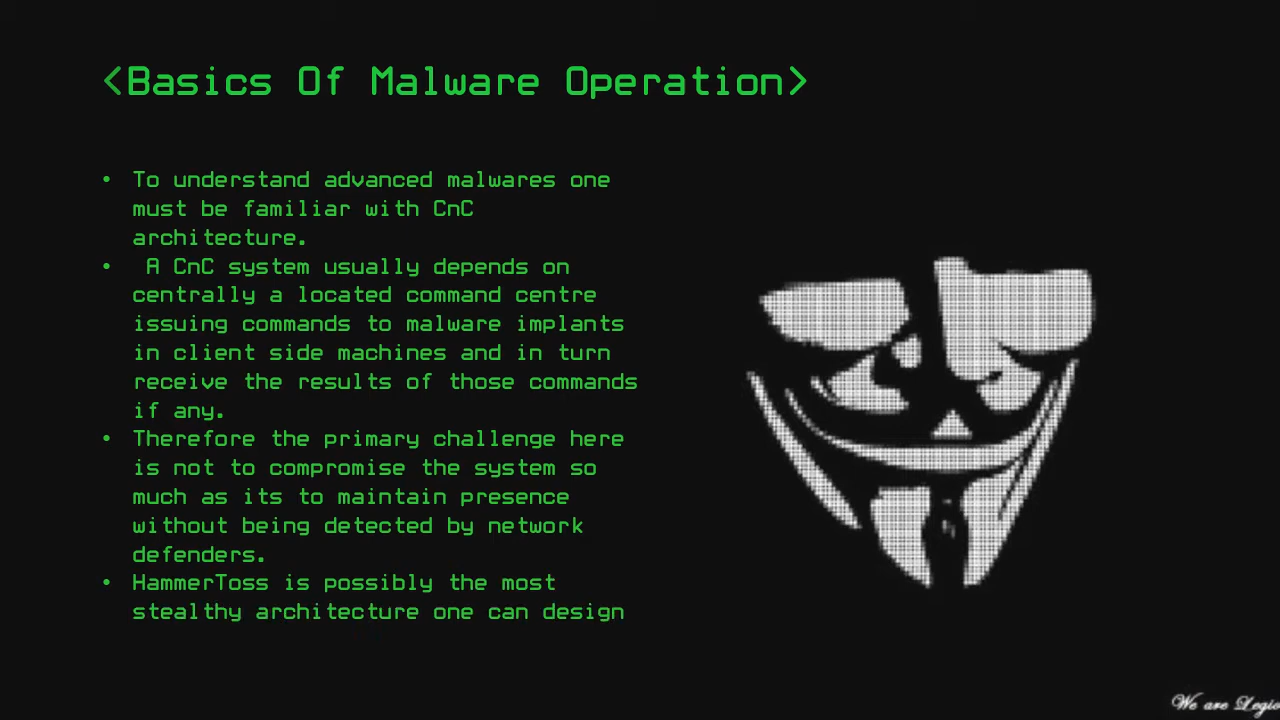 <Basics Of Malware Operation>
• To understand advanced malwares one
must be familiar with CnC
architecture.
• A CnC system usually depends on
centrally a located command centre
issuing commands to malware implants
in client side machines and in turn
receive the results of those commands
if any.
• Therefore the primary challenge here
is not to compromise the system so
much as its to maintain presence
without being detected by network
defenders.
• HammerToss is possibly the most
stealthy architecture one can design
We are Legio